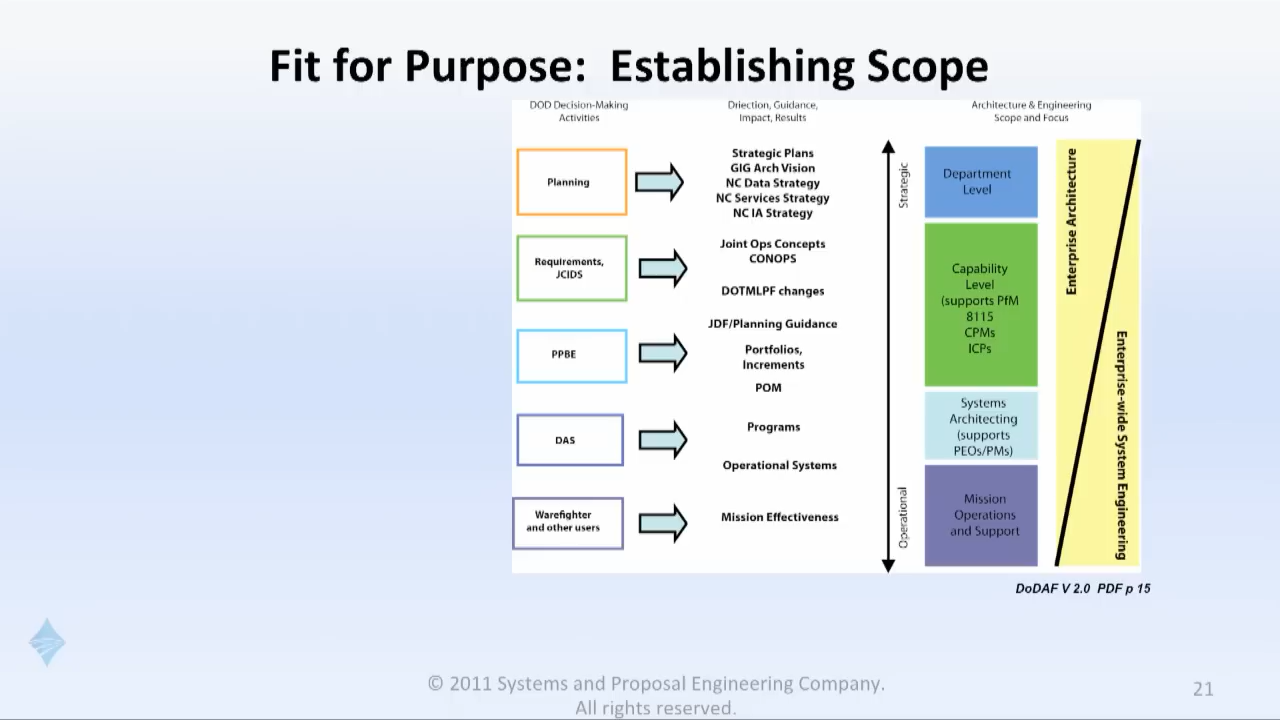 Fit for Purpose: Establishing Scope
DOD Decision-Making
Activities
Driection, Guidance,
Impact, Results
Architecture & Engineering
Scope and Focus
Planning
Strategic Plans
GIG Arch Vision
NC Data Strategy
NC Services Strategy
NC IA Strategy
Requirements,
JCIDS
Joint Ops Concepts
CONOPS
DOTMLPF changes
PPBE
JDF/Planning Guidance
Portfolios,
Increments
POM
DAS
Programs
Operational Systems
Warefighter
and other users
Mission Effectiveness
Strategic
Operational
Department
Level
Capability
Level
(supports PfM
8115
CPMs
ICPs
Systems
Architecting
(supports
PEOs/PMs)
Mission
Operations
and Support
Enterprise Architecture
Enterprise-wide System Engineering
DoDAF V 2.0 PDF p 15
© 2011 Systems and Proposal Engineering Company.
All rights reserved.
21